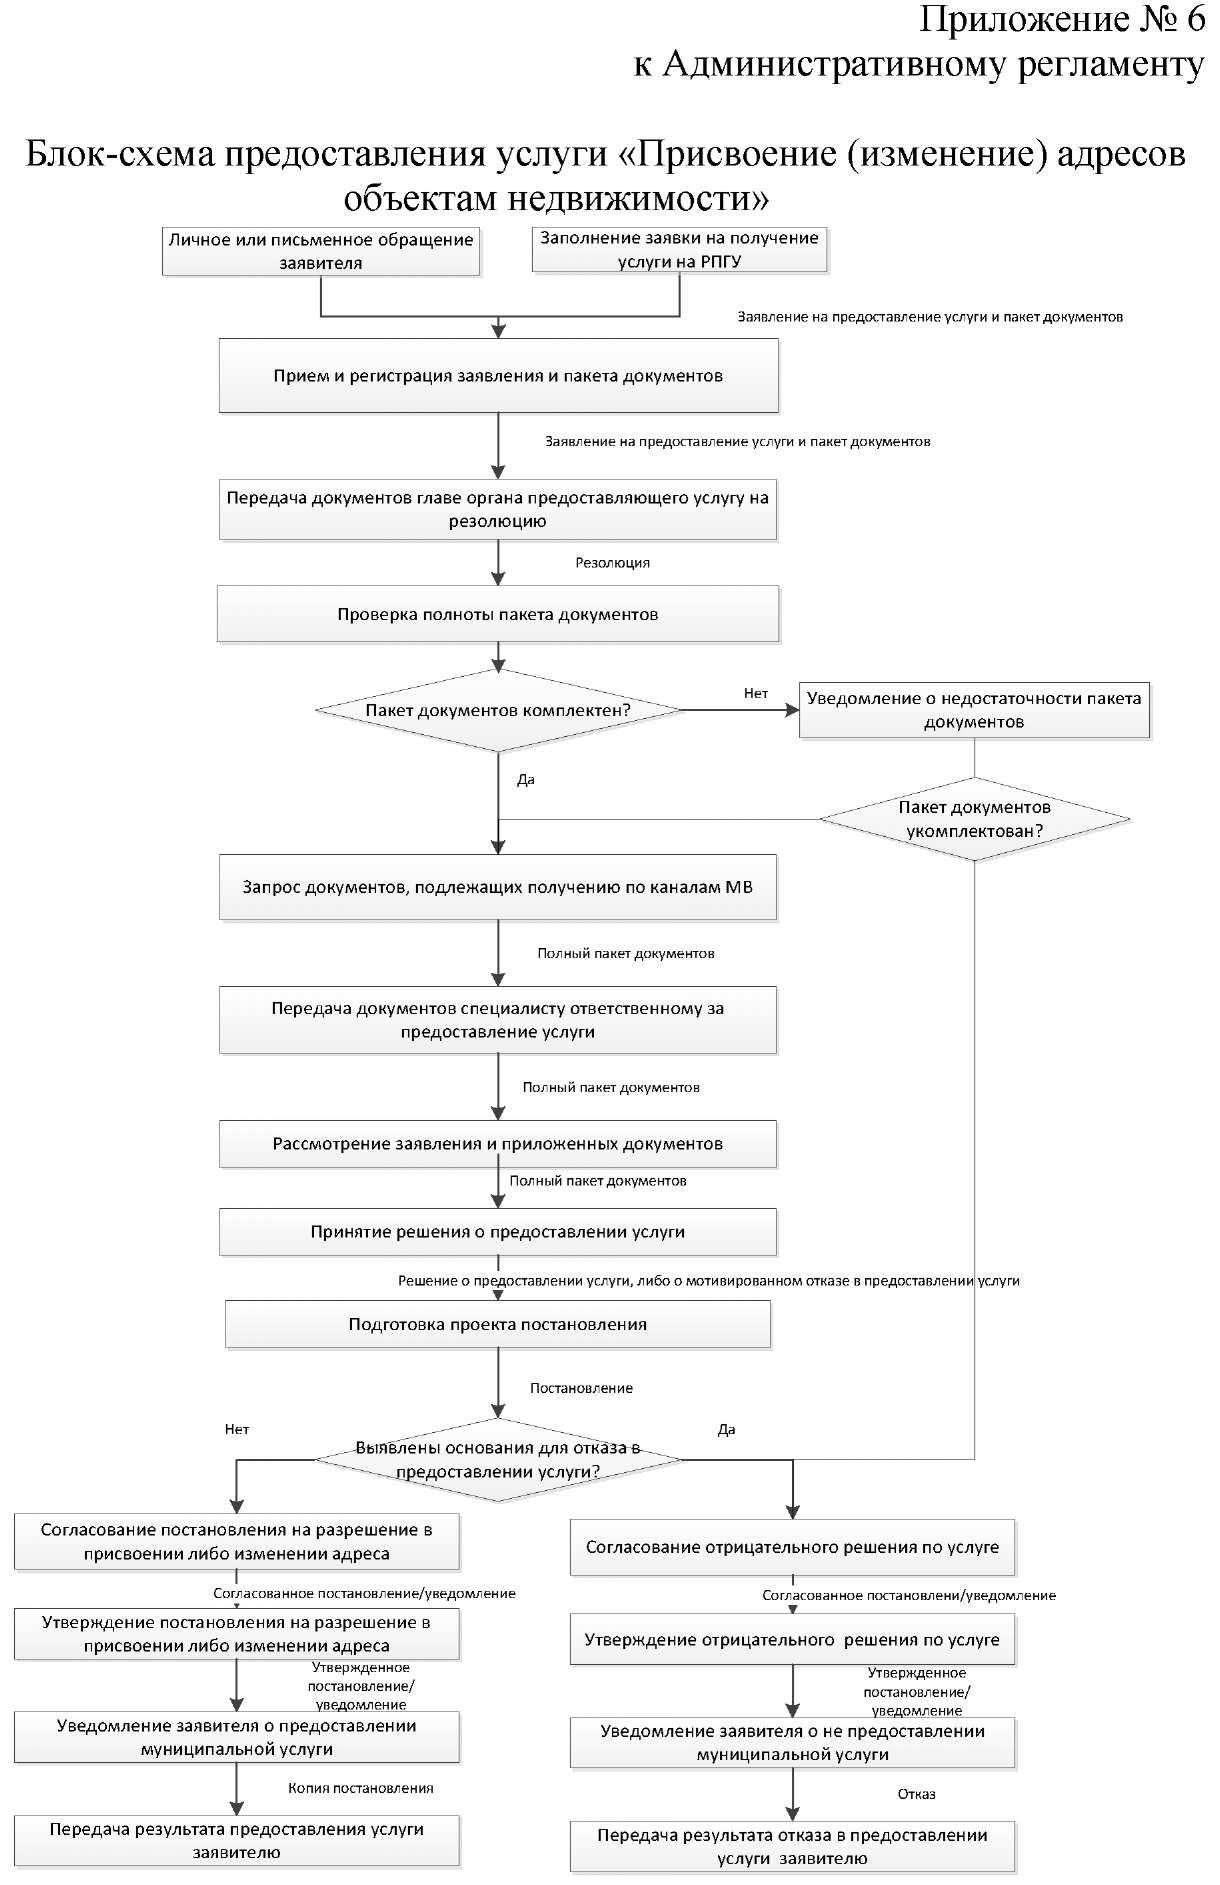 Приложение № 6
к Административному регламенту
Блок-схема предоставления услуги «Присвоение (изменение) адресов
объектам недвижимости»
Личное или письменное обращение
заявителя
Заполнение заявки на получение
услуги на РПГУ
Заявление на предоставление услуги и пакет документов
Прием и регистрация заявления и пакета документов
Заявление на предоставление услуги и пакет документов
Передача документов главе органа предоставляющего услугу на
резолюцию
Резолюция
Проверка полноты пакета документов
Пакет документов комплектен?
Нет
Уведомление о недостаточности пакета
документов
Да
Пакет документов
укомплектован?
Запрос документов, подлежащих получению по каналам МВ
Полный пакет документов
Передача документов специалисту ответственному за
предоставление услуги
Полный пакет документов
Рассмотрение заявления и приложенных документов
Полный пакет документов
Принятие решения о предоставлении услуги
Решение о предоставлении услуги, либо о мотивированном отказе в предоставлении услуги
Подготовка проекта постановления
Постановление
Нет
Выявлены основания для отказа в
предоставлении услуги?
Да
Согласование постановления на разрешение в
присвоении либо изменении адреса
Согласованное постановление/уведомление
Утверждение постановления на разрешение в
присвоении либо изменении адреса
Утвержденное
постановление/
уведомление
Уведомление заявителя о предоставлении
муниципальной услуги
Копия постановления
Передача результата предоставления услуги
заявителю
Согласование отрицательного решения по услуге
Согласованное постановлени/уведомление
Утверждение отрицательного решения по услуге
Утвержденное
постановление/
уведомление
Уведомление заявителя о не предоставлении
муниципальной услуги
Отказ
Передача результата отказа в предоставлении
услуги заявителю